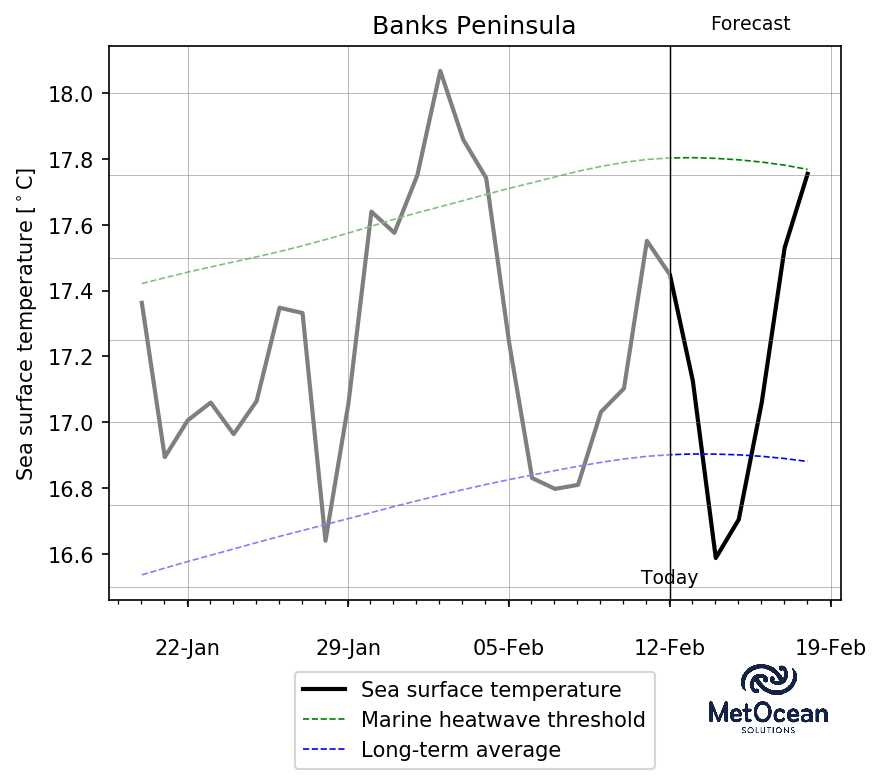 Banks Peninsula
Forecast
Sea surface temperature [°C]
18.0
17.8
17.6
17.4
17.2
17.0
16.8
16.6
Today
22-Jan 29-Jan 05-Feb 12-Feb 19-Feb
Sea surface temperature
Marine heatwave threshold
Long-term average
MetOcean
SOLUTIONS